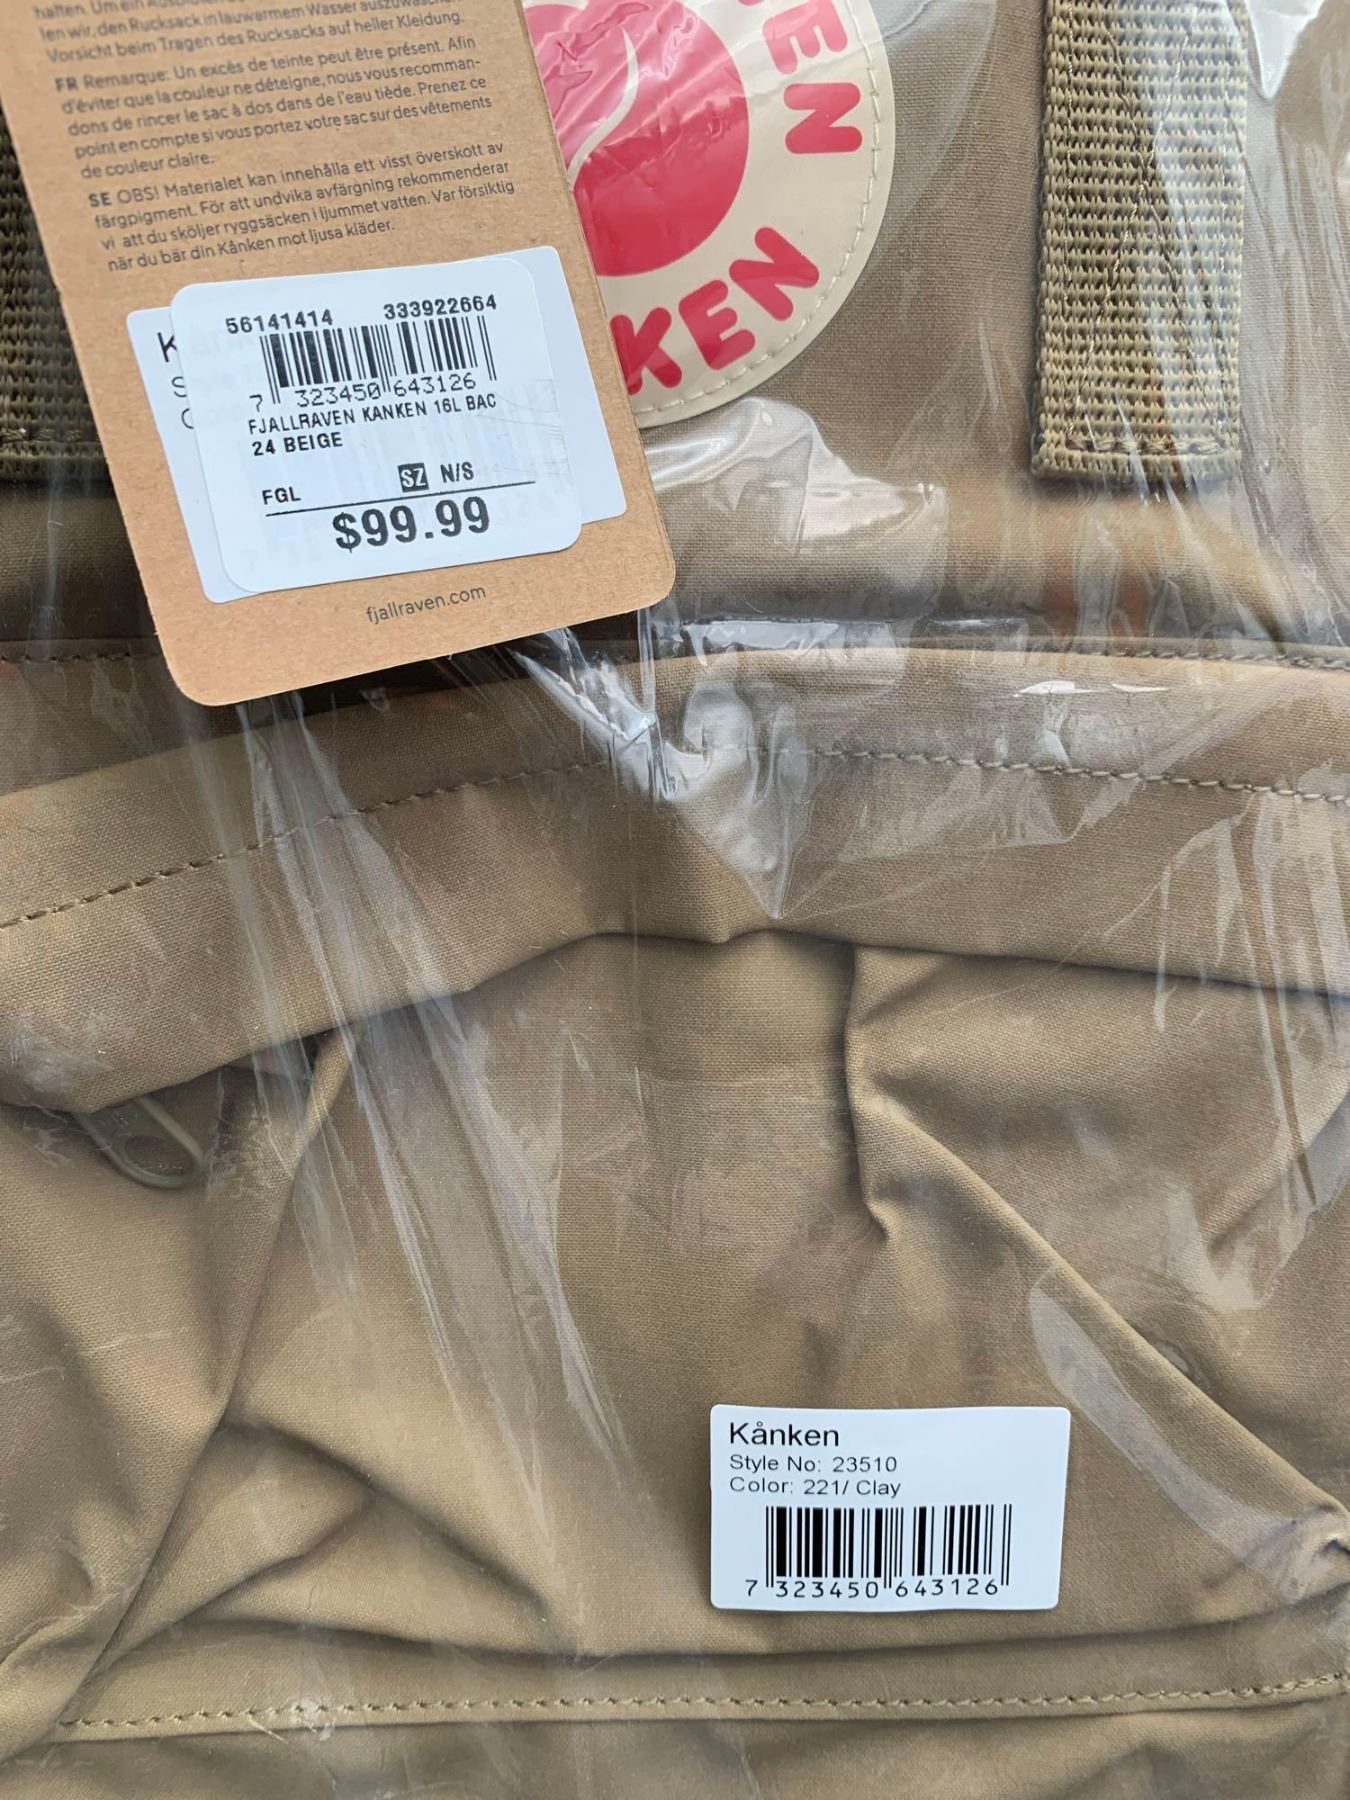 halten. Um ein Ausbluten
len wir, den Rucksack in lauwarmem Wasser auszuwaschen.
Vorsicht beim Tragen des Rucksacks auf heller Kleidung.
FR Remarque: Un excès de teinte peut être présent. Afin
d'éviter que la couleur ne déteigne, nous vous recomman-
dons de rincer le sac à dos dans de l'eau tiède. Prenez ce
point en compte si vous portez votre sac sur des vêtements
de couleur claire.
SE OBS! Materialet kan innehålla ett visst överskott av
färgpigment. För att undvika avfärgning rekommenderar
vi att du sköljer ryggsäcken i ljummet vatten. Var försiktig
när du bär din Kånken mot ljusa kläder.
56141414 333922664
7 323450 643126
FJALLRAVEN KANKEN 16L BAC
24 BEIGE
FGL SZ N/S
$99.99
fjallraven.com
EN
KEN
Kånken
Style No: 23510
Color: 221/ Clay
7 323450 643126